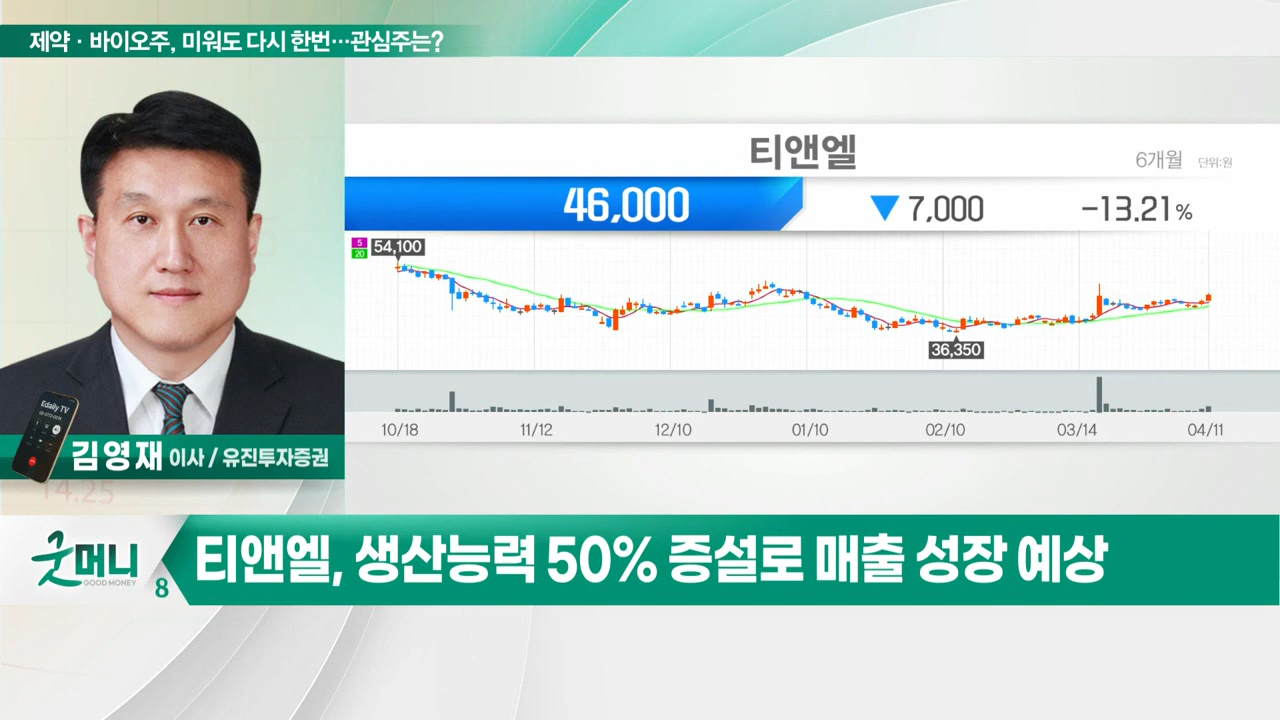 제약·바이오주, 미워도 다시 한번…관심주는?
티앤엘
6개월 단위:원
46,000 ▼7,000 -13.21%
5
20
54,100
36,350
10/18 11/12 12/10 01/10 02/10 03/14 04/11
Edaily TV
김영재 이사 / 유진투자증권
14.25
굿머니
GOOD MONEY
8
티앤엘, 생산능력 50% 증설로 매출 성장 예상